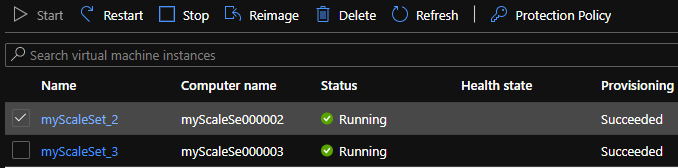 Start Restart Stop Reimage Delete Refresh Protection Policy
Search virtual machine instances
Name Computer name Status Health state Provisioning
myScaleSet_2 myScaleSe000002 Running Succeeded
myScaleSet_3 myScaleSe000003 Running Succeeded